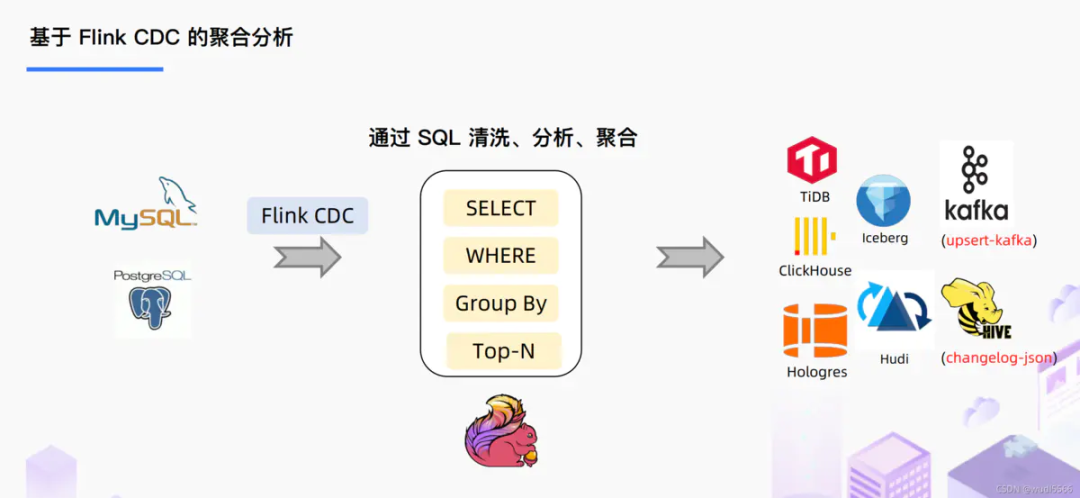 基于 Flink CDC 的聚合分析
通过 SQL 清洗、分析、聚合
MySQL
PostgreSQL
Flink CDC
SELECT
WHERE
Group By
Top-N
TiDB
ClickHouse
Hologres
Iceberg
Hudi
kafka
(upsert-kafka)
HIVE
(changelog-json)
CSDN @wudl5566